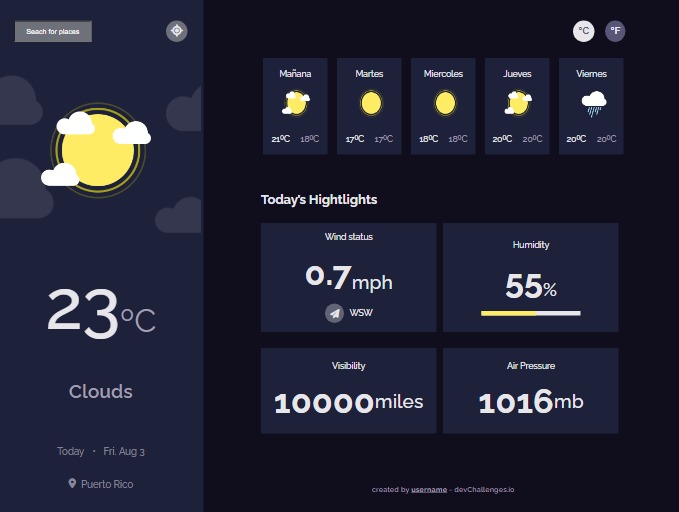 Seach for places
°C °F
Mañana Martes Miercoles Jueves Viernes
21ºC 18ºC 17ºC 17ºC 18ºC 18ºC 20ºC 20ºC 20ºC 20ºC
Today's Hightlights
Wind status
0.7mph
WSW
Humidity
55%
Visibility
10000miles
Air Pressure
1016mb
23ºC
Clouds
Today · Fri. Aug 3
Puerto Rico
created by username - devChallenges.io